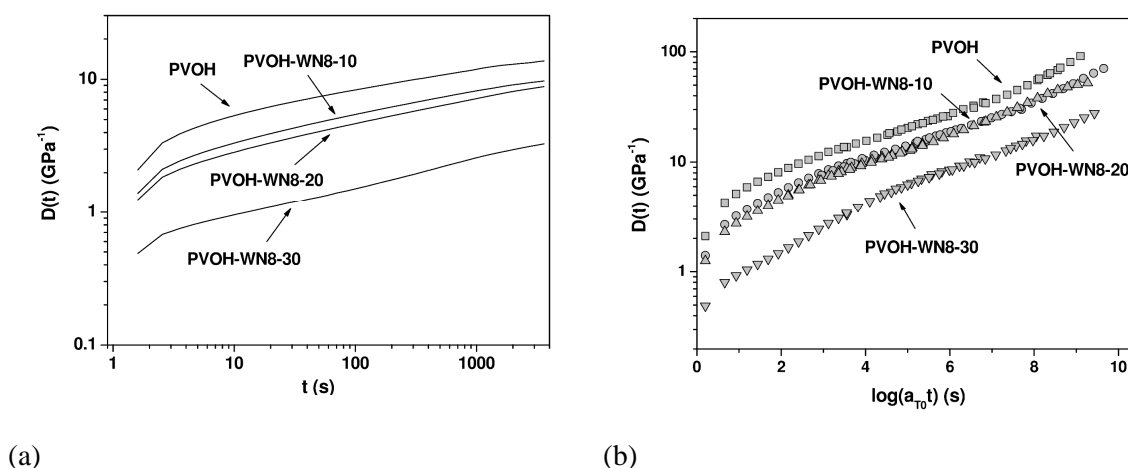 PVOH
PVOH-WN8-10
PVOH-WN8-20
PVOH-WN8-30
D(t) (GPa⁻¹)
10
1
0.1
1
10
100
1000
t (s)
(a)
PVOH
PVOH-WN8-10
PVOH-WN8-20
PVOH-WN8-30
D(t) (GPa⁻¹)
100
10
1
0
2
4
6
8
10
log(a_T0 t) (s)
(b)